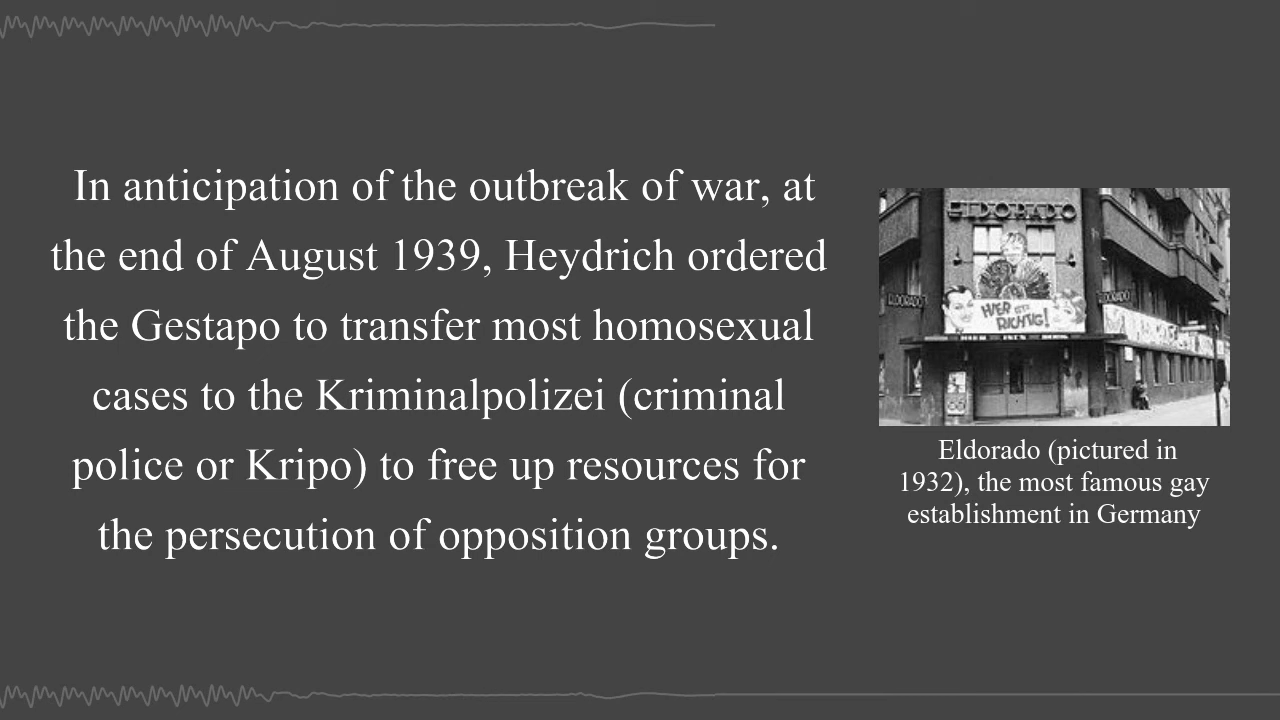 In anticipation of the outbreak of war, at
the end of August 1939, Heydrich ordered
the Gestapo to transfer most homosexual
cases to the Kriminalpolizei (criminal
police or Kripo) to free up resources for
the persecution of opposition groups.
ELDORADO
ELDORADO
HIER IST'S
RICHTIG!
Eldorado (pictured in
1932), the most famous gay
establishment in Germany